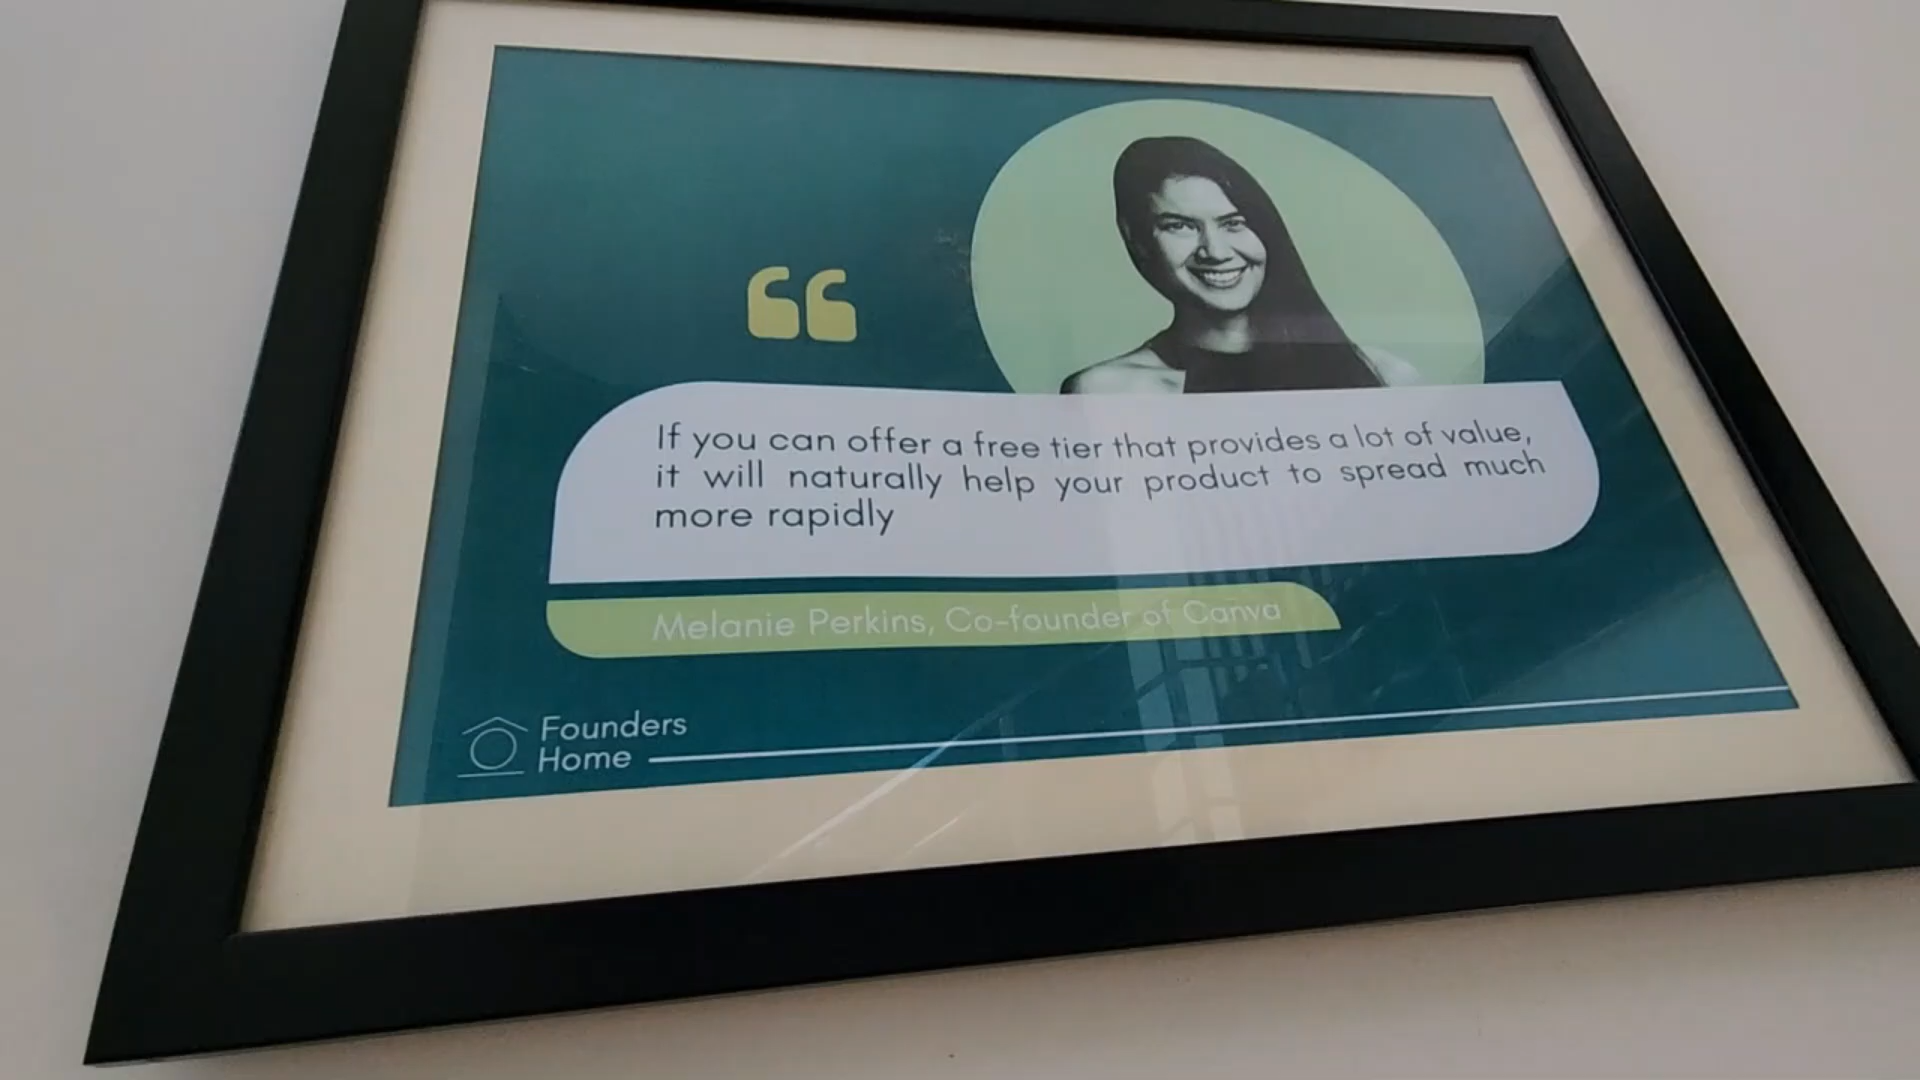 If you can offer a free tier that provides a lot of value,
it will naturally help your product to spread much
more rapidly
Melanie Perkins, Co-founder of Canva
Founders
Home